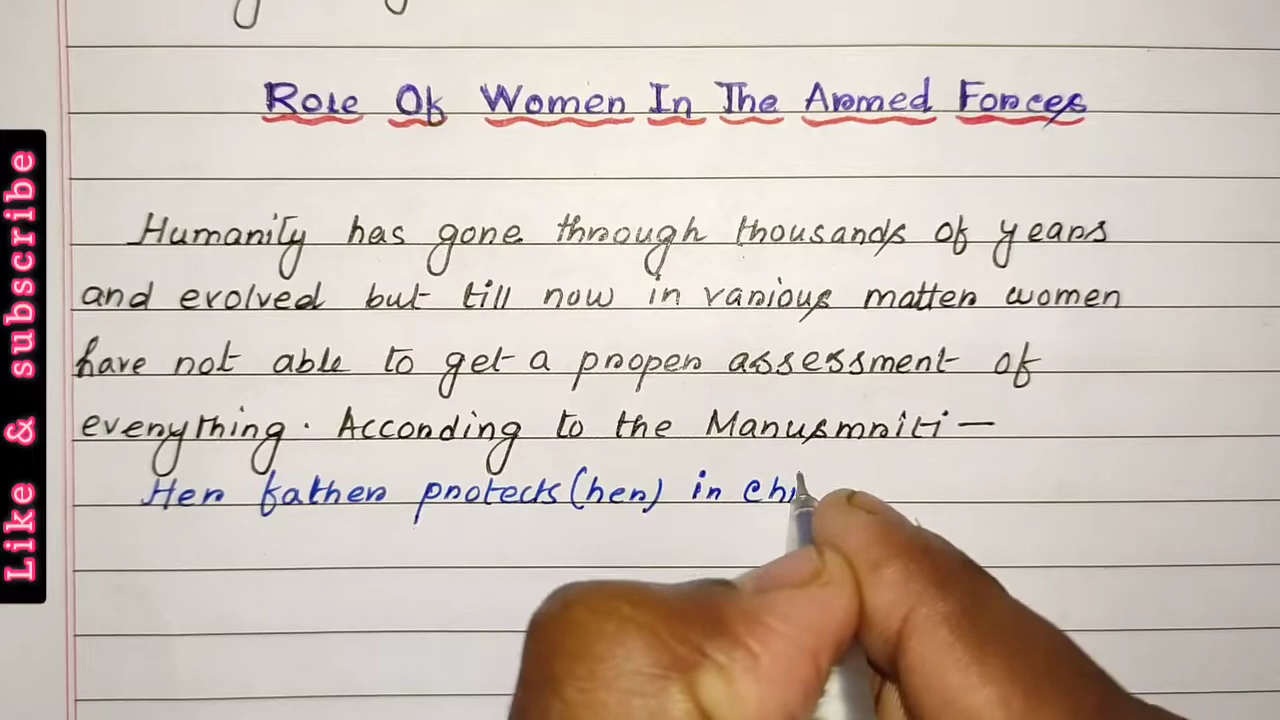 Role Of Women In The Armed Forces
Humanity has gone through thousands of years
and evolved but till now in various matter women
have not able to get a proper assessment of
everything. According to the Manusmriti —
Her father protects (her) in chi
Like & subscribe